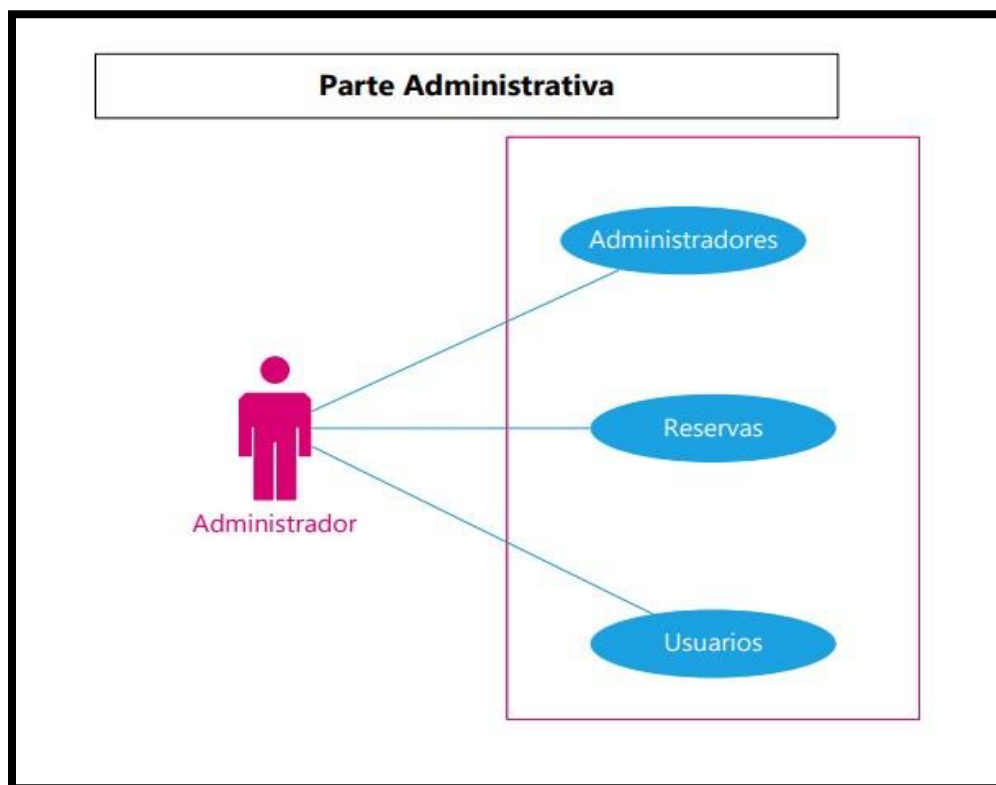 Parte Administrativa
Administradores
Reservas
Administrador
Usuarios